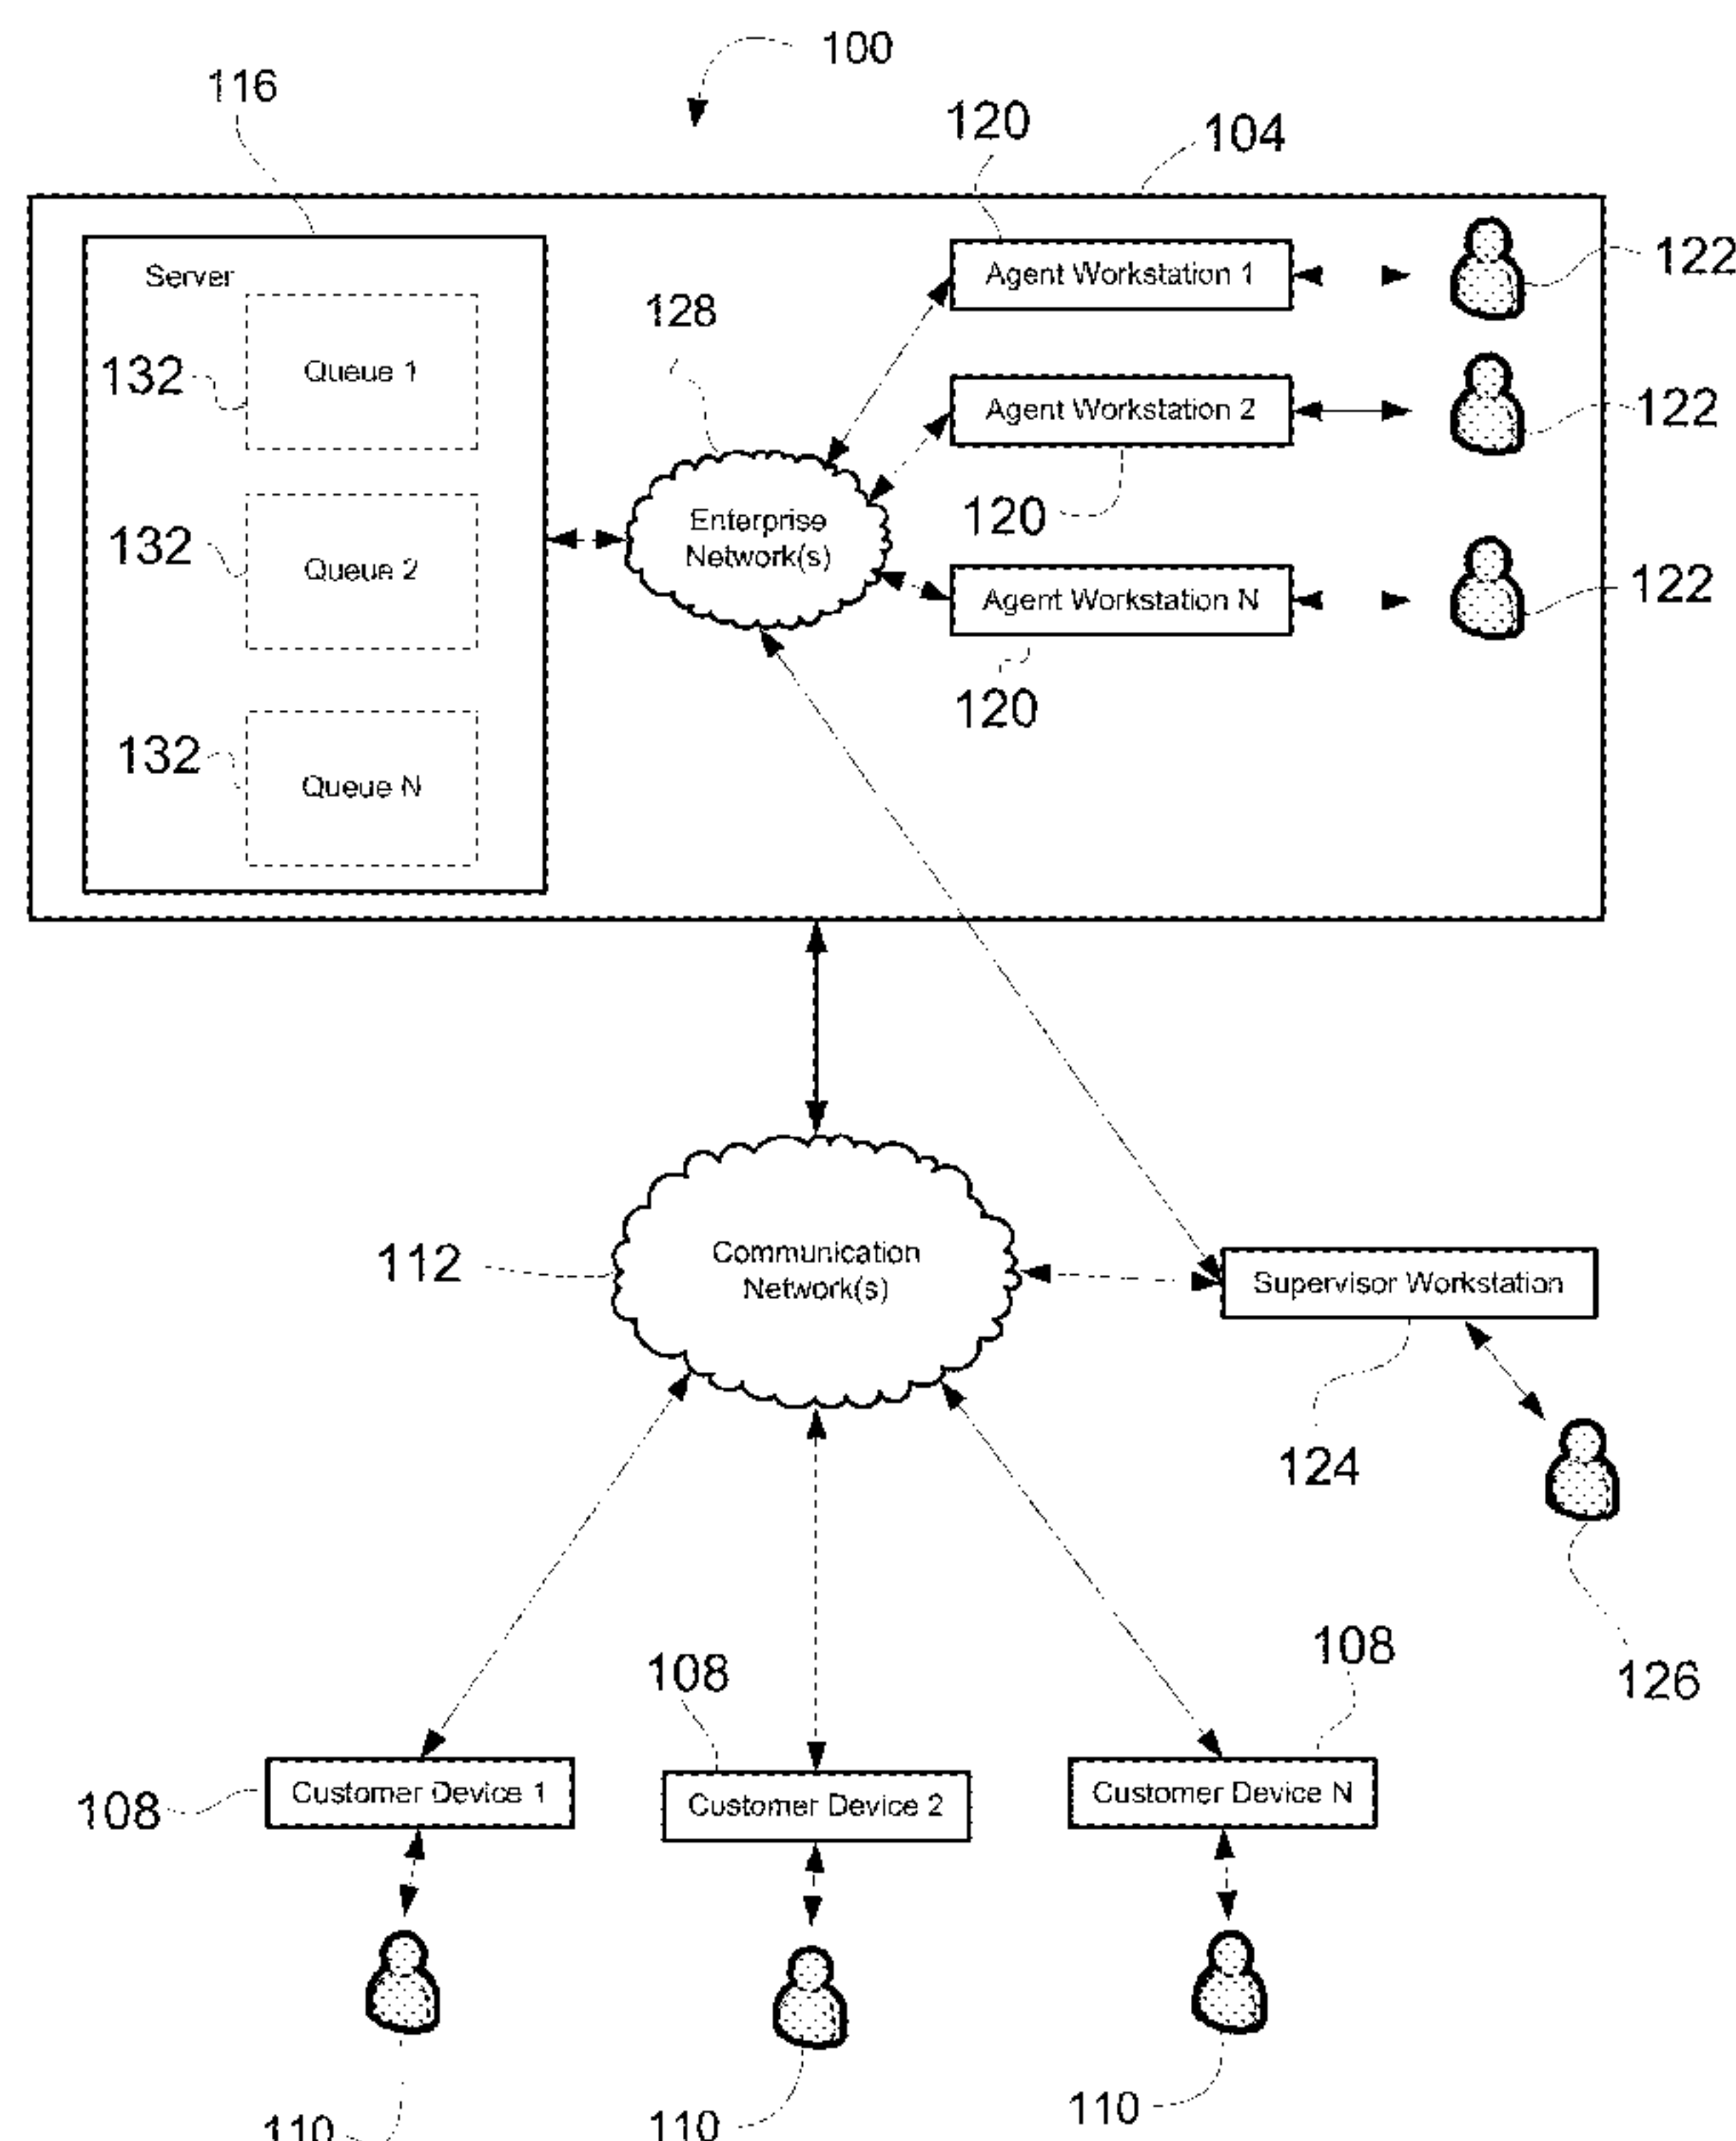 100
116
120
104
Server
Agent Workstation 1
122
128
132
Queue 1
Agent Workstation 2
122
120
Enterprise
Network(s)
132
Queue 2
Agent Workstation N
122
120
132
Queue N
112
Communication
Network(s)
Supervisor Workstation
124
126
108
108
108
Customer Device 1
Customer Device 2
Customer Device N
110
110
110